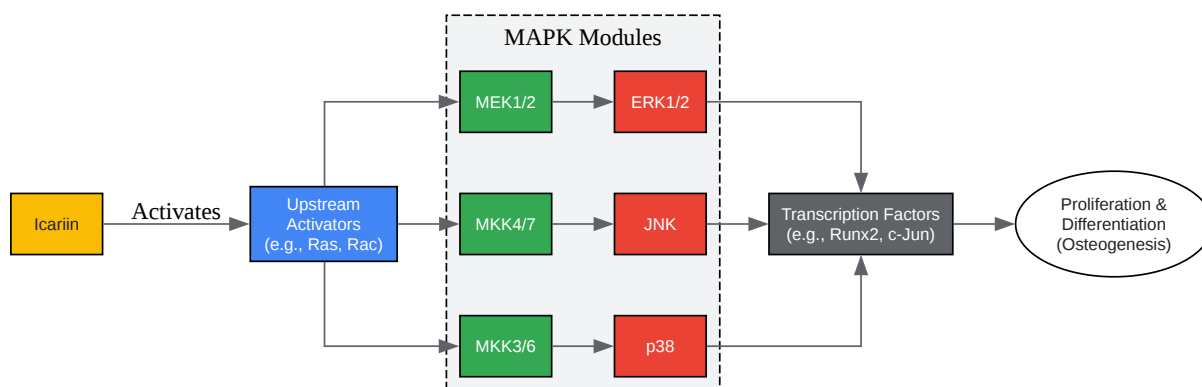 MAPK Modules
MEK1/2
ERK1/2
Icariin
Activates
Upstream
Activators
(e.g., Ras, Rac)
MKK4/7
JNK
Transcription Factors
(e.g., Runx2, c-Jun)
Proliferation &
Differentiation
(Osteogenesis)
MKK3/6
p38